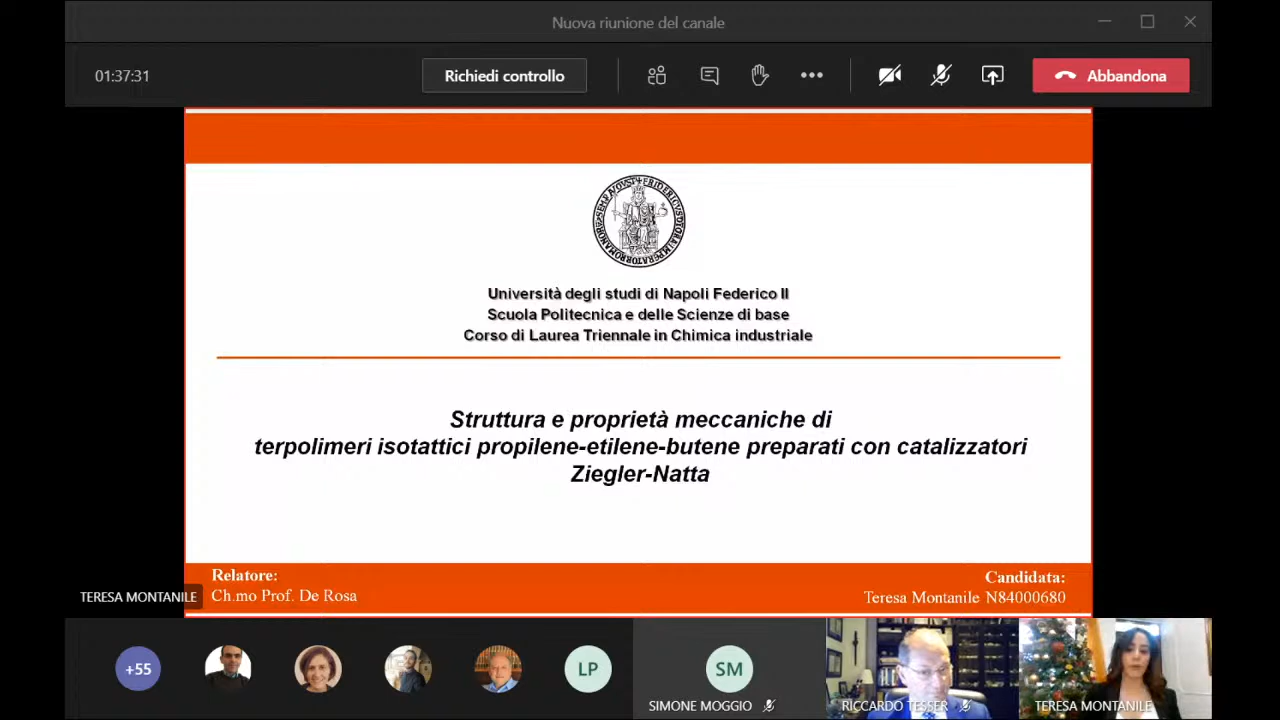 Nuova riunione del canale
01:37:31
Richiedi controllo
Abbandona
Università degli studi di Napoli Federico II
Scuola Politecnica e delle Scienze di base
Corso di Laurea Triennale in Chimica industriale
Struttura e proprietà meccaniche di
terpolimeri isotattici propilene-etilene-butene preparati con catalizzatori
Ziegler-Natta
Relatore:
Ch.mo Prof. De Rosa
Candidata:
Teresa Montanile N84000680
TERESA MONTANILE
+55
LP
SM
SIMONE MOGGIO
RICCARDO TESSER
TERESA MONTANILE